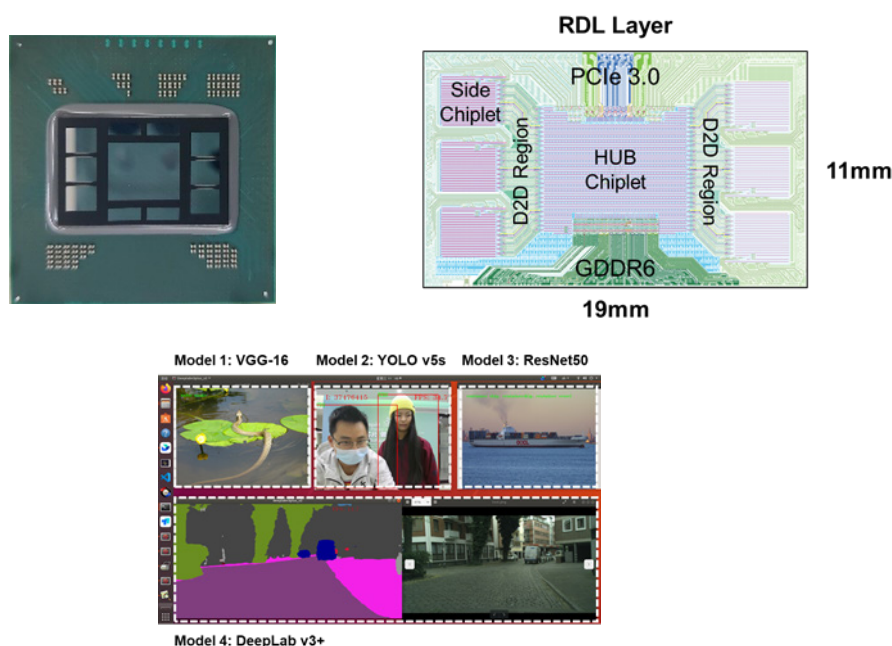 RDL Layer
PCIe 3.0
Side
Chiplet
D2D Region
HUB
Chiplet
D2D Region
11mm
GDDR6
19mm
Model 1: VGG-16
Model 2: YOLO v5s
Model 3: ResNet50
Model 4: DeepLab v3+